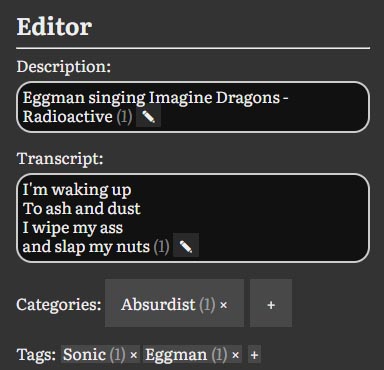 Editor
Description:
Eggman singing Imagine Dragons -
Radioactive (1)
Transcript:
I'm waking up
To ash and dust
I wipe my ass
and slap my nuts (1)
Categories: Absurdist (1) × +
Tags: Sonic (1) × Eggman (1) × +